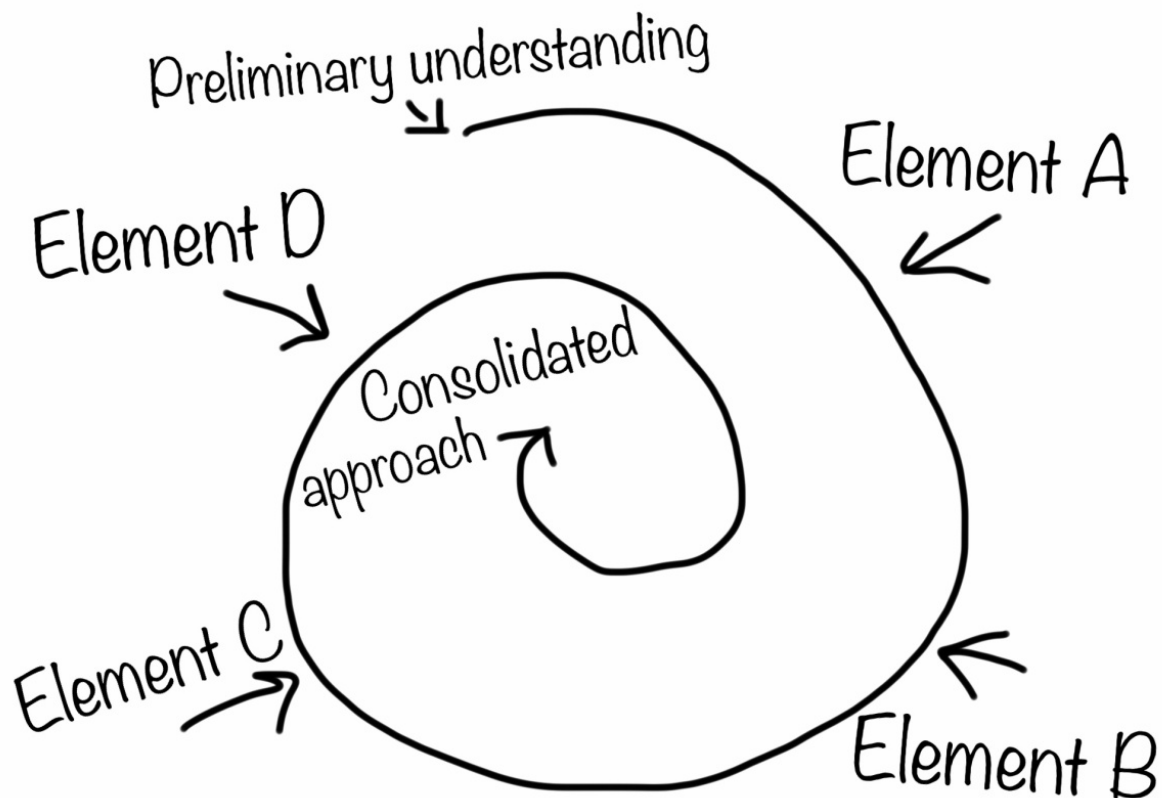 Preliminary understanding
Element A
Element D
Consolidated
approach
Element C
Element B